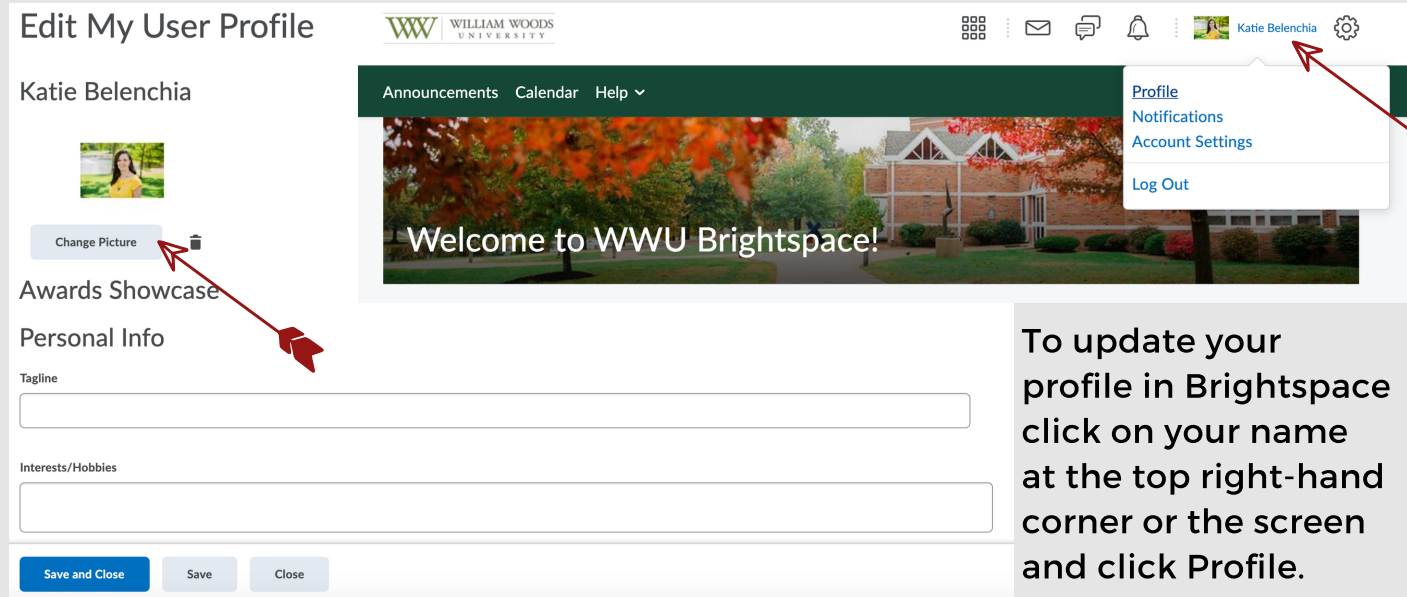 Edit My User Profile
Katie Belenchia
Change Picture
Awards Showcase
Personal Info
Tagline
Interests/Hobbies
Save and Close
Save
Close
WILLIAM WOODS
UNIVERSITY
Katie Belenchia
Announcements
Calendar
Help
Profile
Notifications
Account Settings
Log Out
Welcome to WWU Brightspace!
To update your
profile in Brightspace
click on your name
at the top right-hand
corner or the screen
and click Profile.